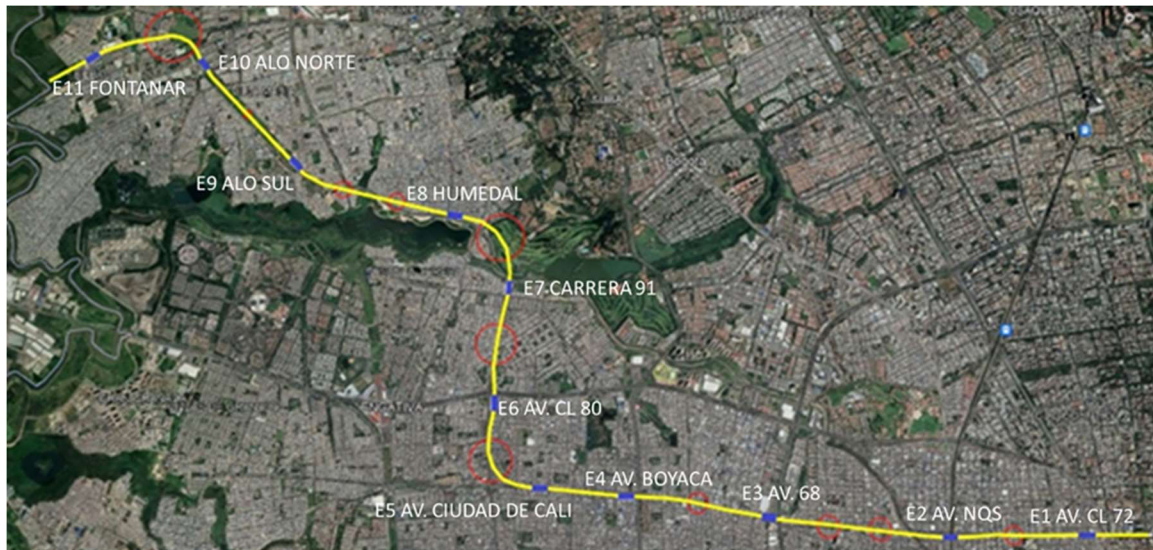 E10 ALO NORTE
E11 FONTANAR
E9 ALO SUL
E8 HUMEDAL
E7 CARRERA 91
E6 AV. CL 80
E4 AV. BOYACA
E5 AV. CIUDAD DE CALI
E3 AV. 68
E2 AV. NQS
E1 AV. CL 72